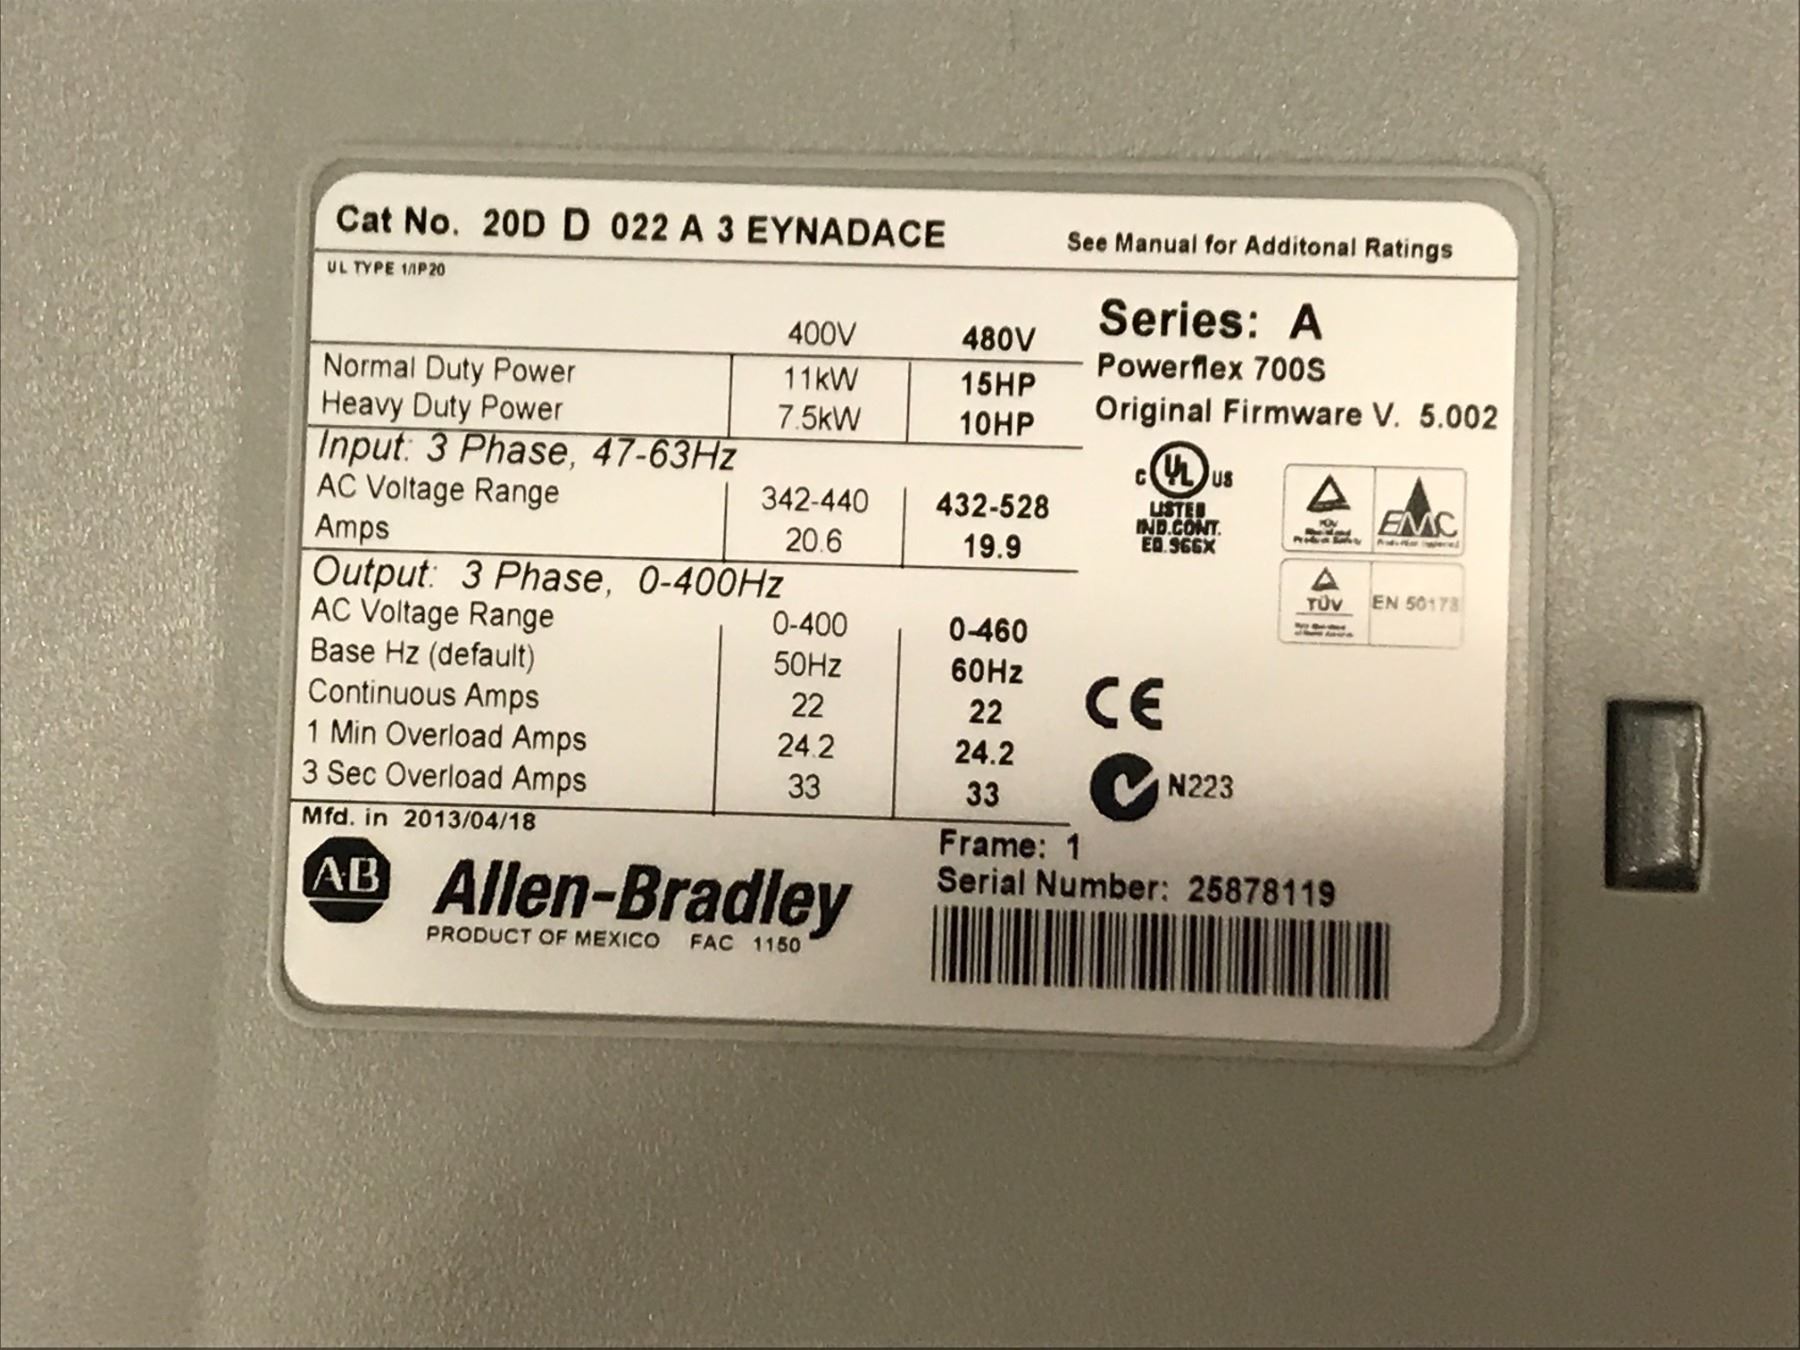 Cat No. 20D D 022 A 3 EYNADACE
See Manual for Additonal Ratings
UL TYPE 1/IP20
400V 480V
Normal Duty Power 11kW 15HP
Heavy Duty Power 7.5kW 10HP
Input: 3 Phase, 47-63Hz
AC Voltage Range 342-440 432-528
Amps 20.6 19.9
Output: 3 Phase, 0-400Hz
AC Voltage Range 0-400 0-460
Base Hz (default) 50Hz 60Hz
Continuous Amps 22 22
1 Min Overload Amps 24.2 24.2
3 Sec Overload Amps 33 33
Mfd. in 2013/04/18
A-B Allen-Bradley
PRODUCT OF MEXICO FAC 1150
Series: A
Powerflex 700S
Original Firmware V. 5.002
C UL US
LISTED
IND.CONT.
EQ.966X
EMC
TÜV EN 50178
CE
N223
Frame: 1
Serial Number: 25878119